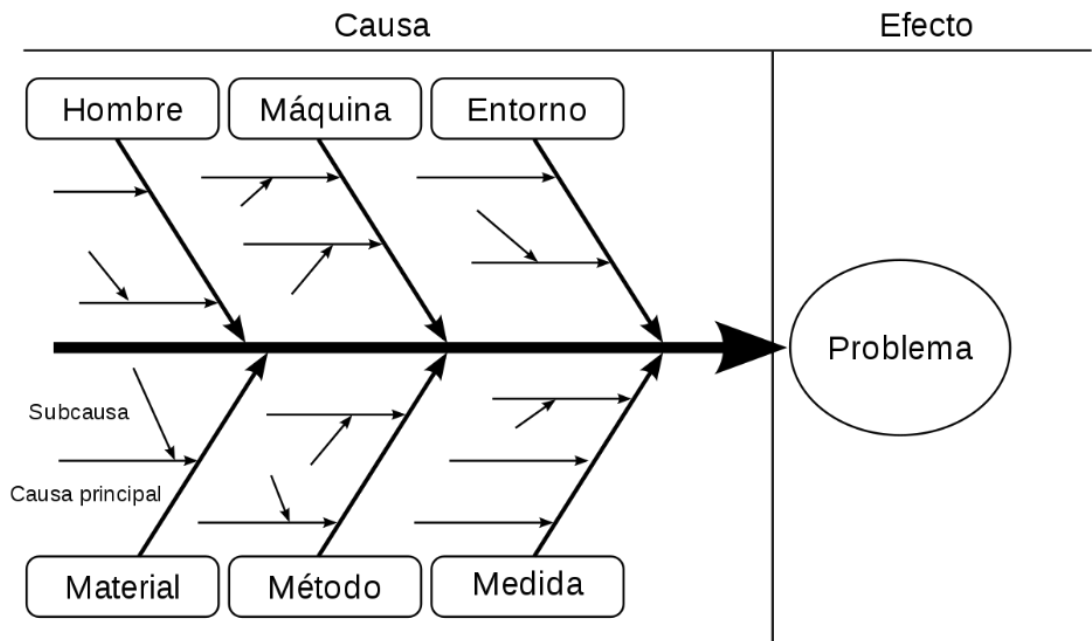 Causa
Efecto
Hombre
Máquina
Entorno
Problema
Subcausa
Causa principal
Material
Método
Medida